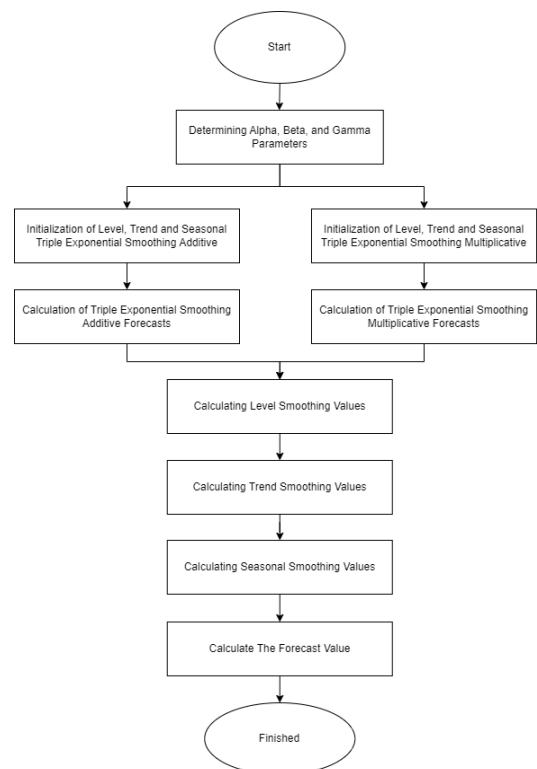 Start
Determining Alpha, Beta, and Gamma
Parameters
Initialization of Level, Trend and Seasonal
Triple Exponential Smoothing Additive
Initialization of Level, Trend and Seasonal
Triple Exponential Smoothing Multiplicative
Calculation of Triple Exponential Smoothing
Additive Forecasts
Calculation of Triple Exponential Smoothing
Multiplicative Forecasts
Calculating Level Smoothing Values
Calculating Trend Smoothing Values
Calculating Seasonal Smoothing Values
Calculate The Forecast Value
Finished